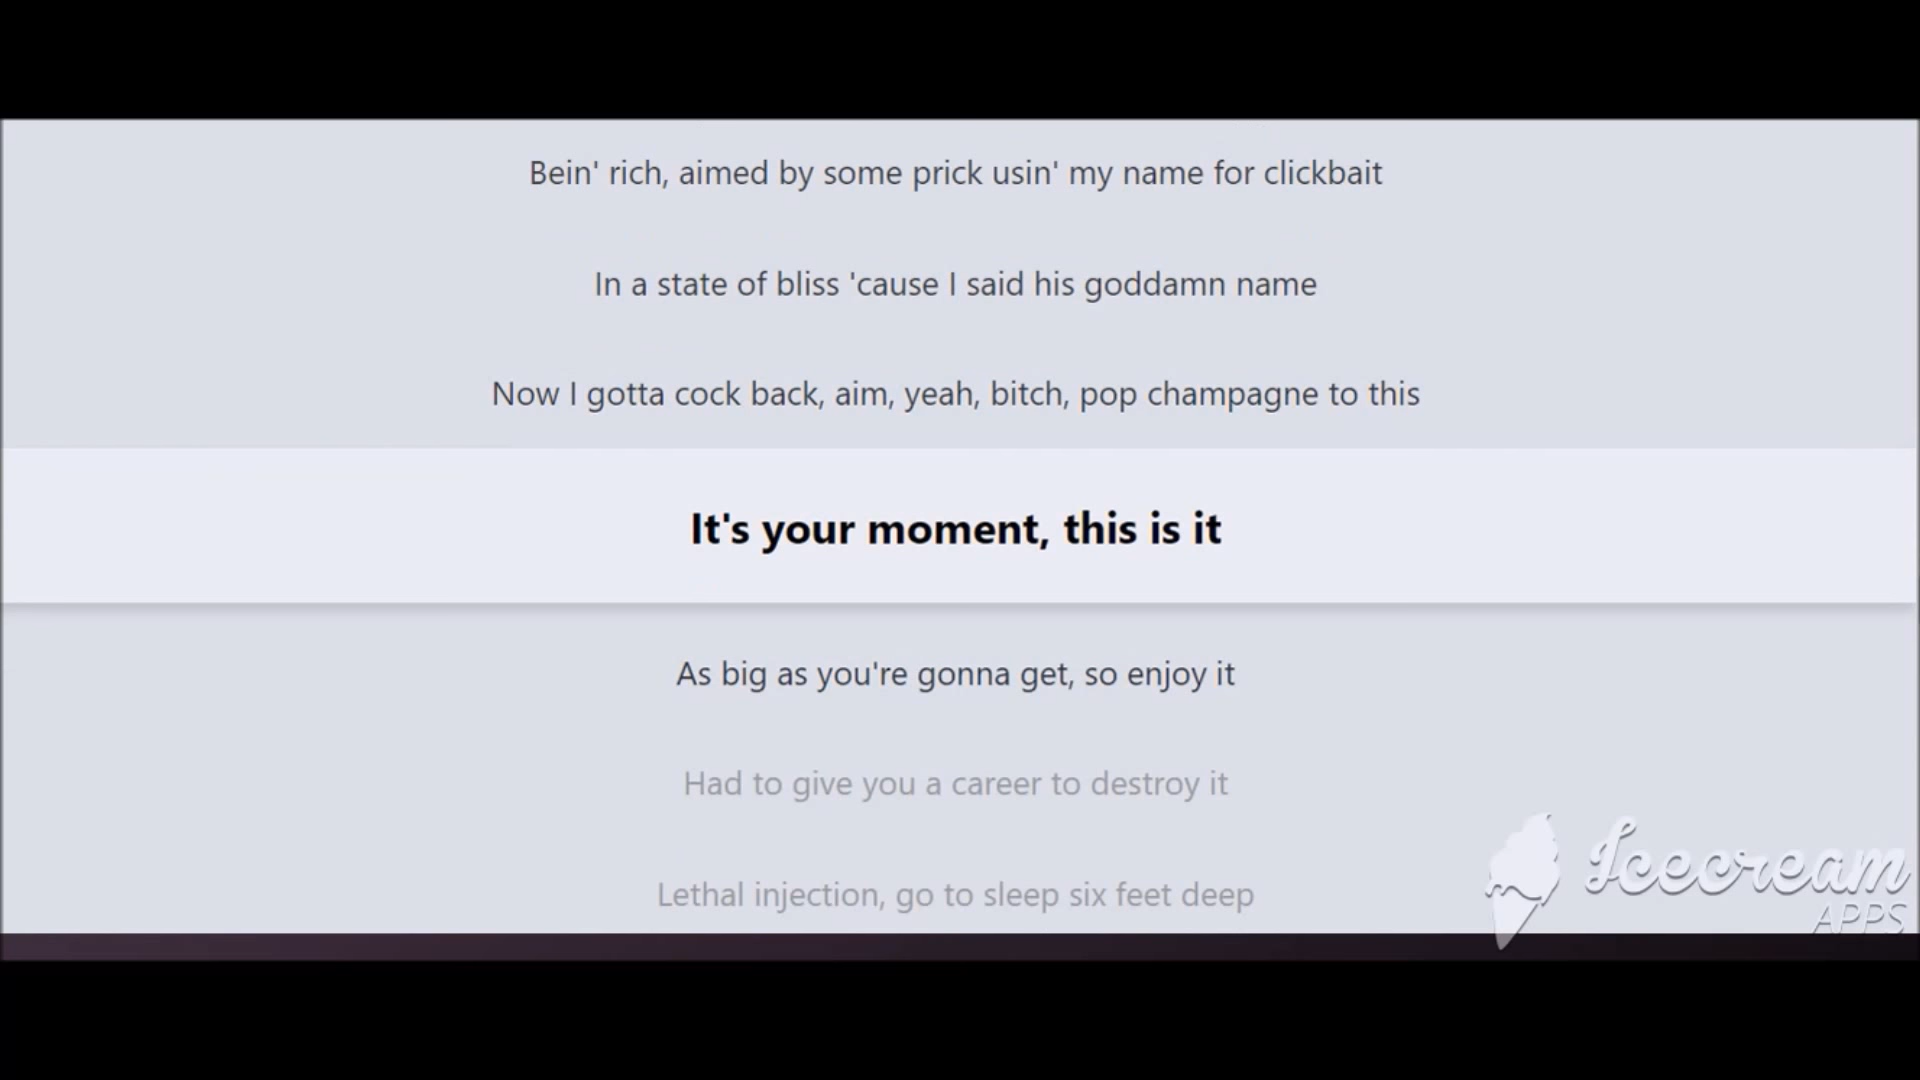 Bein' rich, aimed by some prick usin' my name for clickbait
In a state of bliss 'cause I said his goddamn name
Now I gotta cock back, aim, yeah, bitch, pop champagne to this
It's your moment, this is it
As big as you're gonna get, so enjoy it
Had to give you a career to destroy it
Lethal injection, go to sleep six feet deep
Icecream
APPS